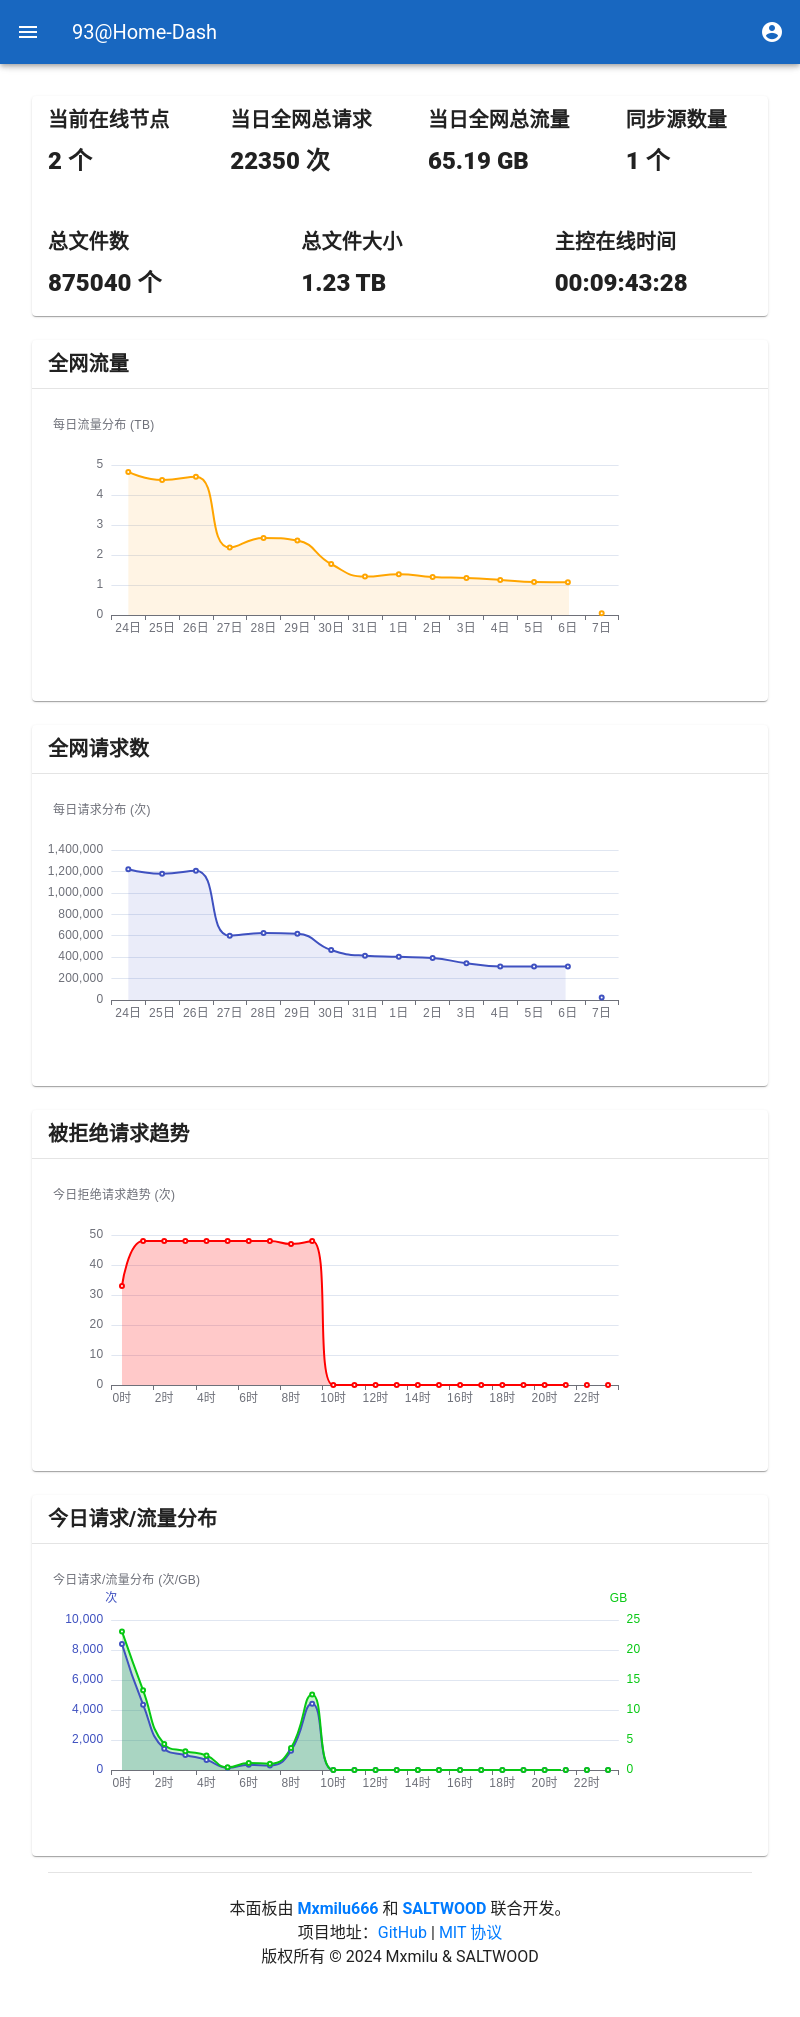 93@Home-Dash
当前在线节点 当日全网总请求 当日全网总流量 同步源数量
2 个 22350 次 65.19 GB 1 个
总文件数 总文件大小 主控在线时间
875040 个 1.23 TB 00:09:43:28
全网流量
每日流量分布 (TB)
5
4
3
2
1
0
24日 25日 26日 27日 28日 29日 30日 31日 1日 2日 3日 4日 5日 6日 7日
全网请求数
每日请求分布 (次)
1,400,000
1,200,000
1,000,000
800,000
600,000
400,000
200,000
0
24日 25日 26日 27日 28日 29日 30日 31日 1日 2日 3日 4日 5日 6日 7日
被拒绝请求趋势
今日拒绝请求趋势 (次)
50
40
30
20
10
0
0时 2时 4时 6时 8时 10时 12时 14时 16时 18时 20时 22时
今日请求/流量分布
今日请求/流量分布 (次/GB)
次 GB
10,000 25
8,000 20
6,000 15
4,000 10
2,000 5
0 0
0时 2时 4时 6时 8时 10时 12时 14时 16时 18时 20时 22时
本面板由 Mxmilu666 和 SALTWOOD 联合开发。
项目地址：GitHub | MIT 协议
版权所有 © 2024 Mxmilu & SALTWOOD